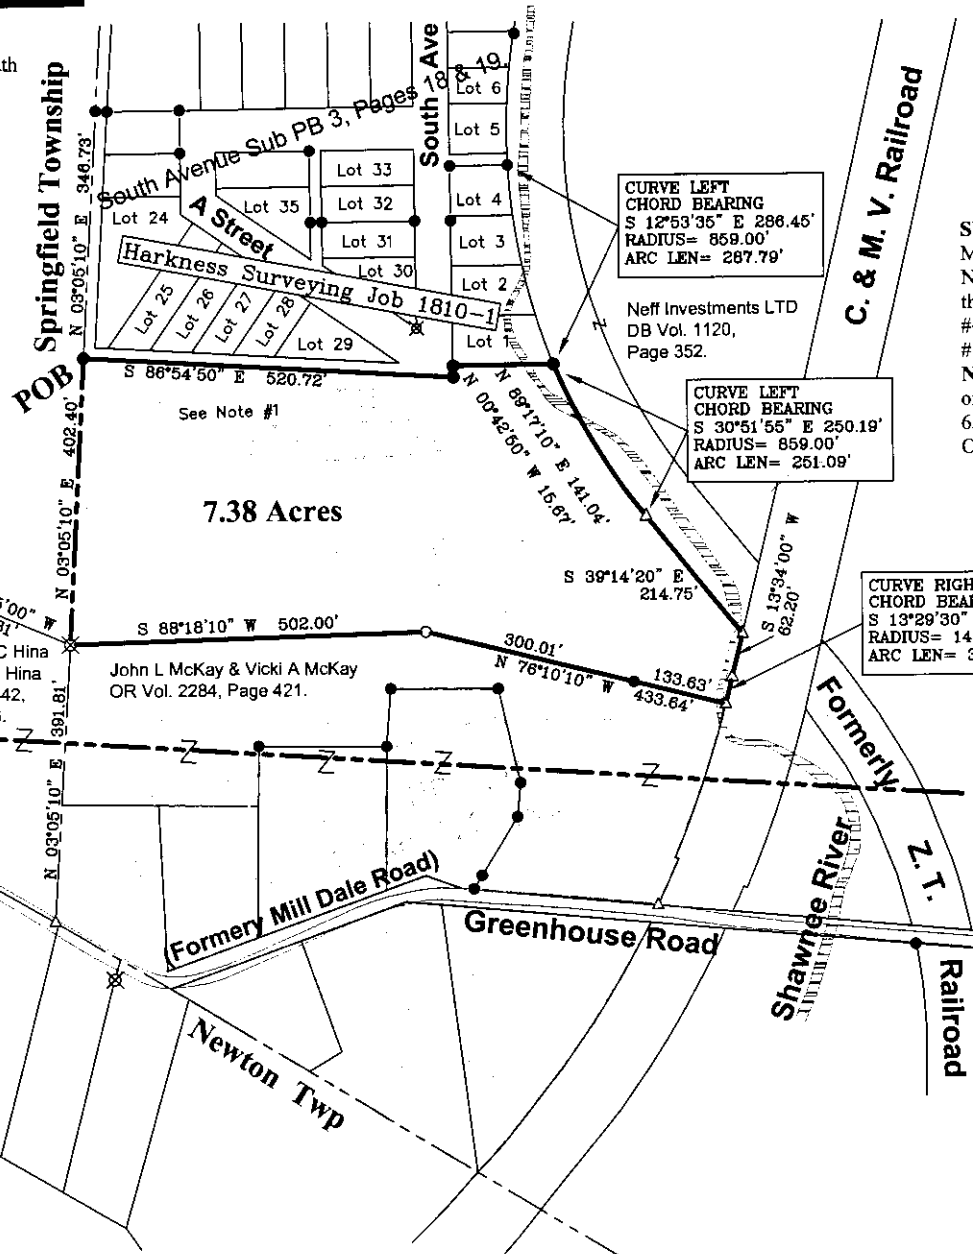 Springfield Township
N 03°05'10" E 346.73'
South Avenue Sub PB 3, Pages 18 & 19.
South Ave
Lot 6
Lot 5
Lot 4
Lot 3
Lot 2
Lot 1
Lot 33
Lot 32
Lot 31
Lot 30
Lot 35
Lot 24
A Street
Harkness Surveying Job 1810-1
Lot 25
Lot 26
Lot 27
Lot 28
Lot 29
C. & M. V. Railroad
CURVE LEFT
CHORD BEARING
S 12°53'35" E 286.45'
RADIUS= 859.00'
ARC LEN= 287.79'
Neff Investments LTD
DB Vol. 1120,
Page 352.
POB
S 86°54'50" E 520.72'
See Note #1
N 89°17'10" E 141.04'
N 00°42'50" W 15.67'
CURVE LEFT
CHORD BEARING
S 30°51'55" E 250.19'
RADIUS= 859.00'
ARC LEN= 251.09'
N 03°05'10" E 402.40'
7.38 Acres
S 39°14'20" E
214.75'
S 13°34'00" W
62.20'
CURVE RIGH
CHORD BEAR
S 13°29'30"
RADIUS= 14
ARC LEN= 3
5'00" W
31'
C Hina
Hina
42,
S 88°18'10" W 502.00'
300.01'
N 76°10'10" W
133.63'
433.64'
John L McKay & Vicki A McKay
OR Vol. 2284, Page 421.
N 03°05'10" E 391.81'
Z
Z
Z
Z
Z
Z
Formerly
Z. T.
Railroad
Shawnee River
(Formery Mill Dale Road)
Greenhouse Road
Newton Twp